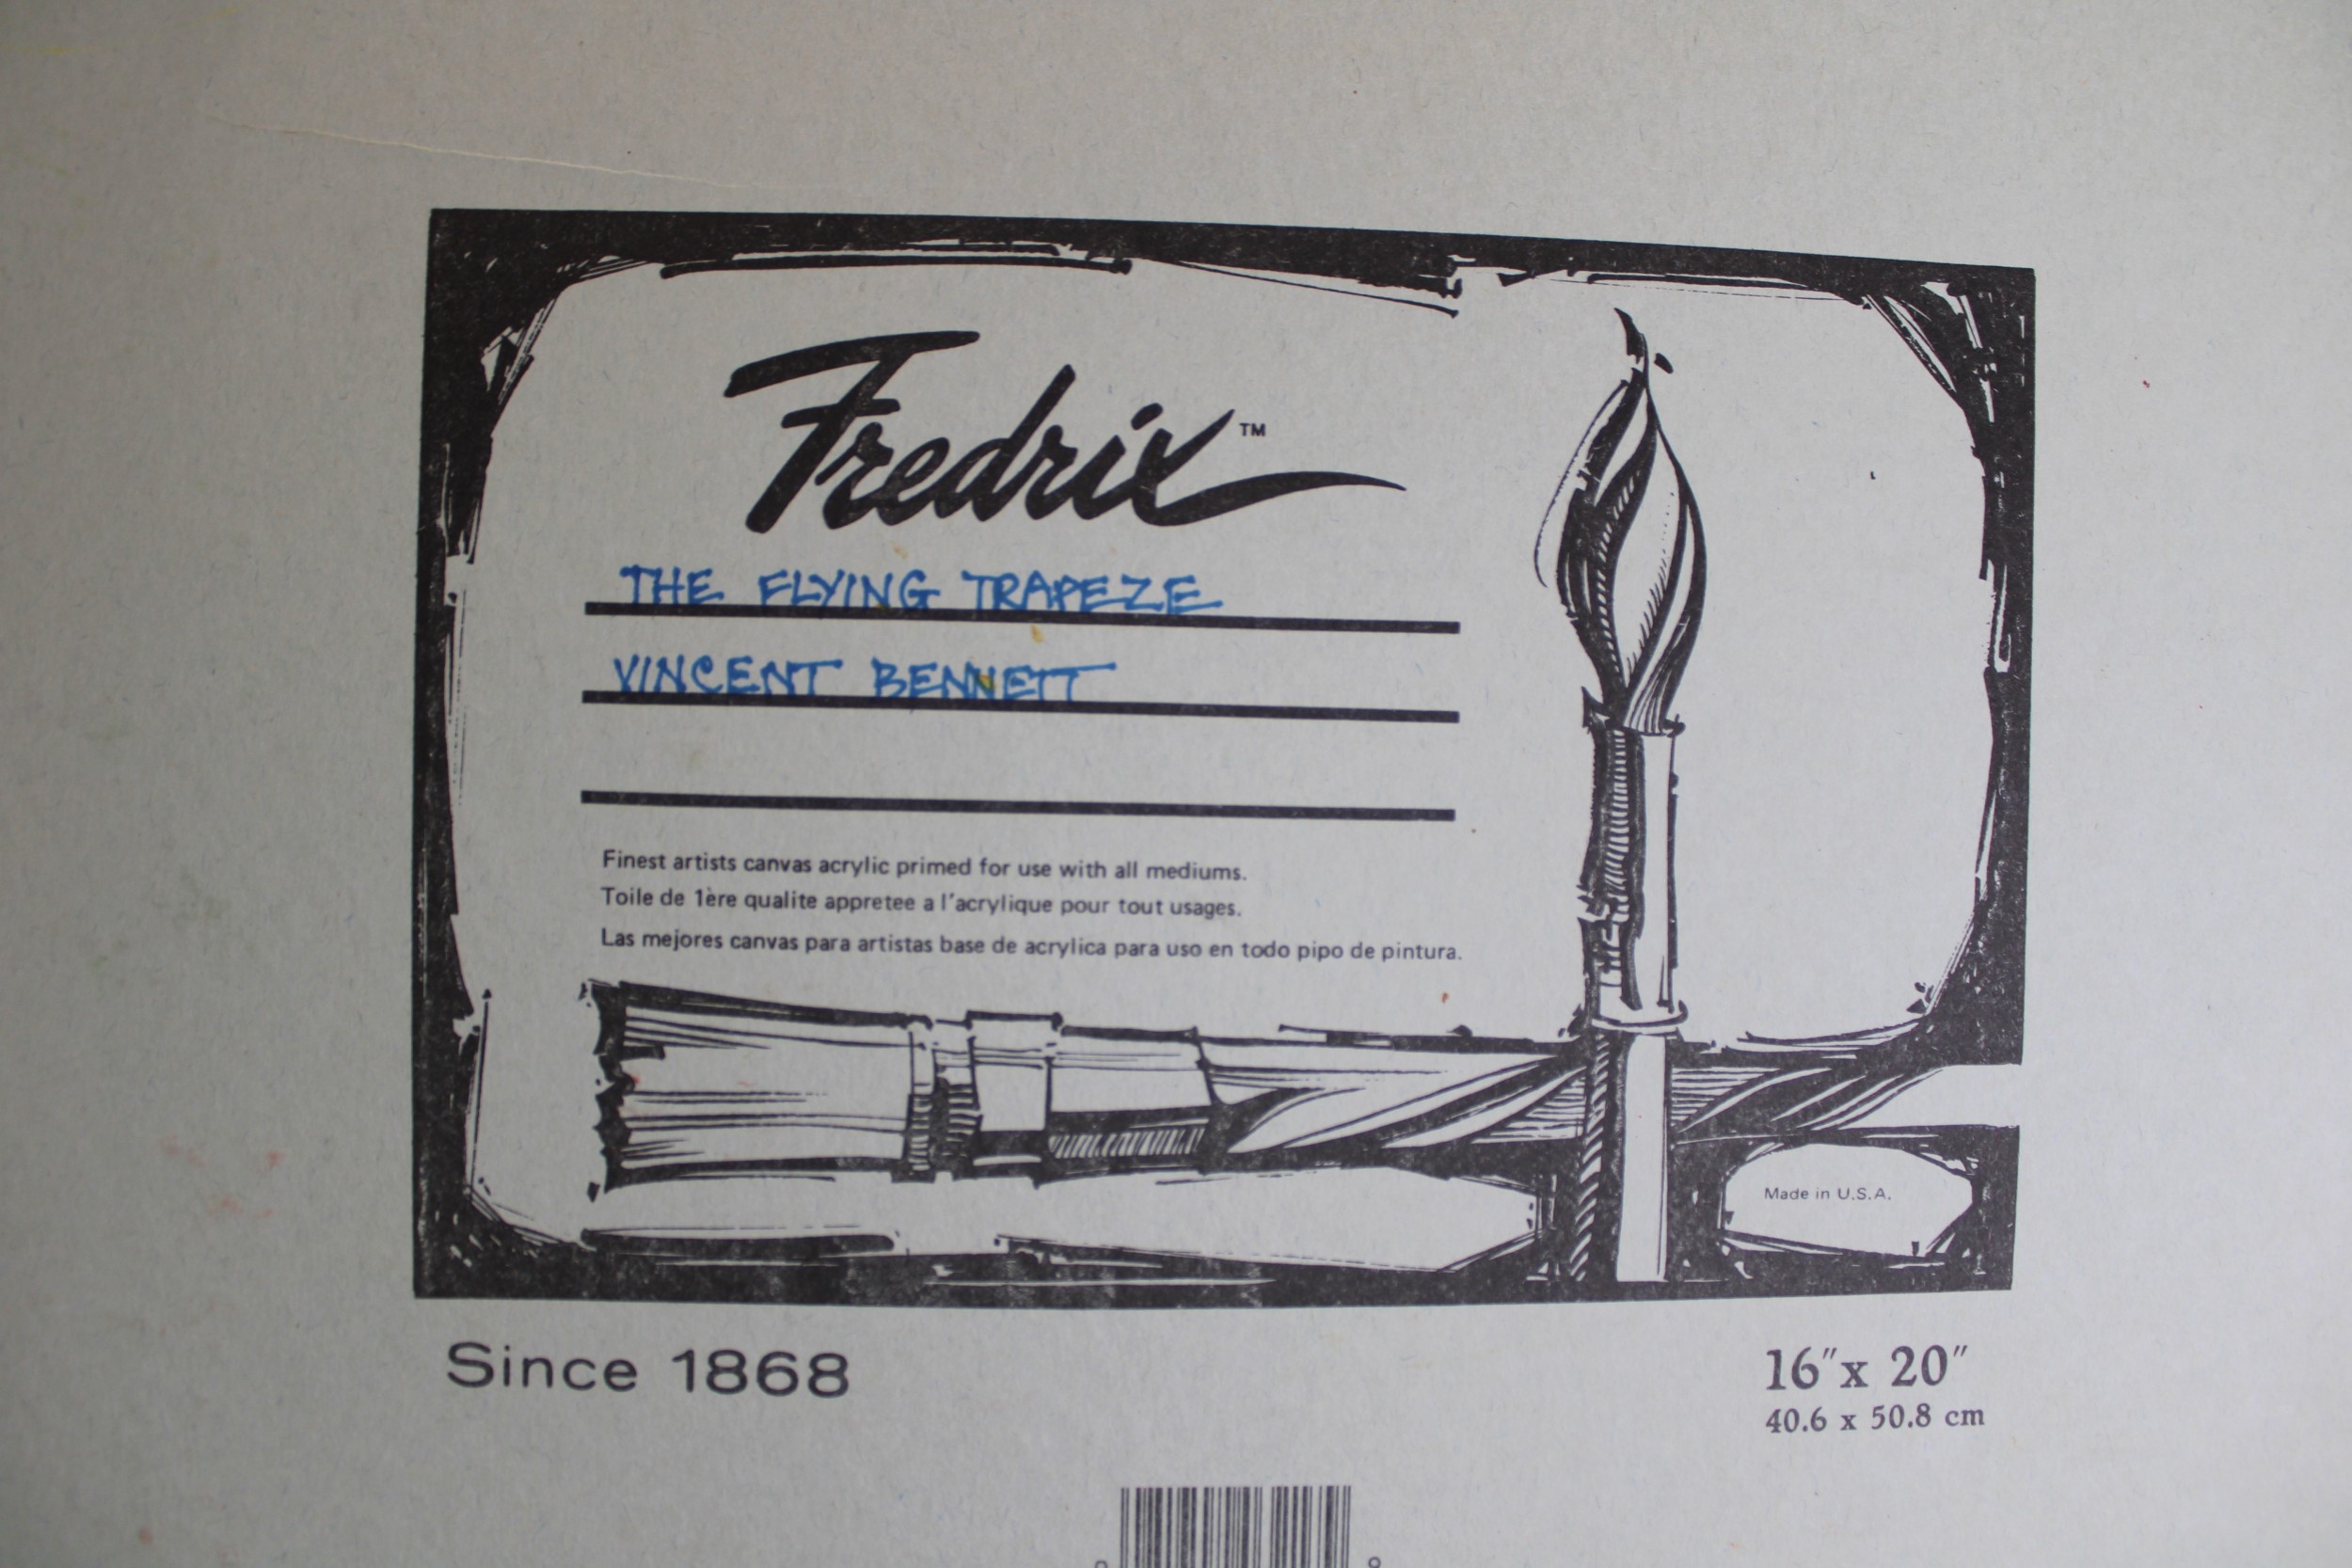 Fredrix™
THE FLYING TRAPEZE
VINCENT BENNETT
Finest artists canvas acrylic primed for use with all mediums.
Toile de 1ère qualite appretee a l'acrylique pour tout usages.
Las mejores canvas para artistas base de acrylica para uso en todo pipo de pintura.
Made in U.S.A.
Since 1868
16″x 20″
40.6 x 50.8 cm